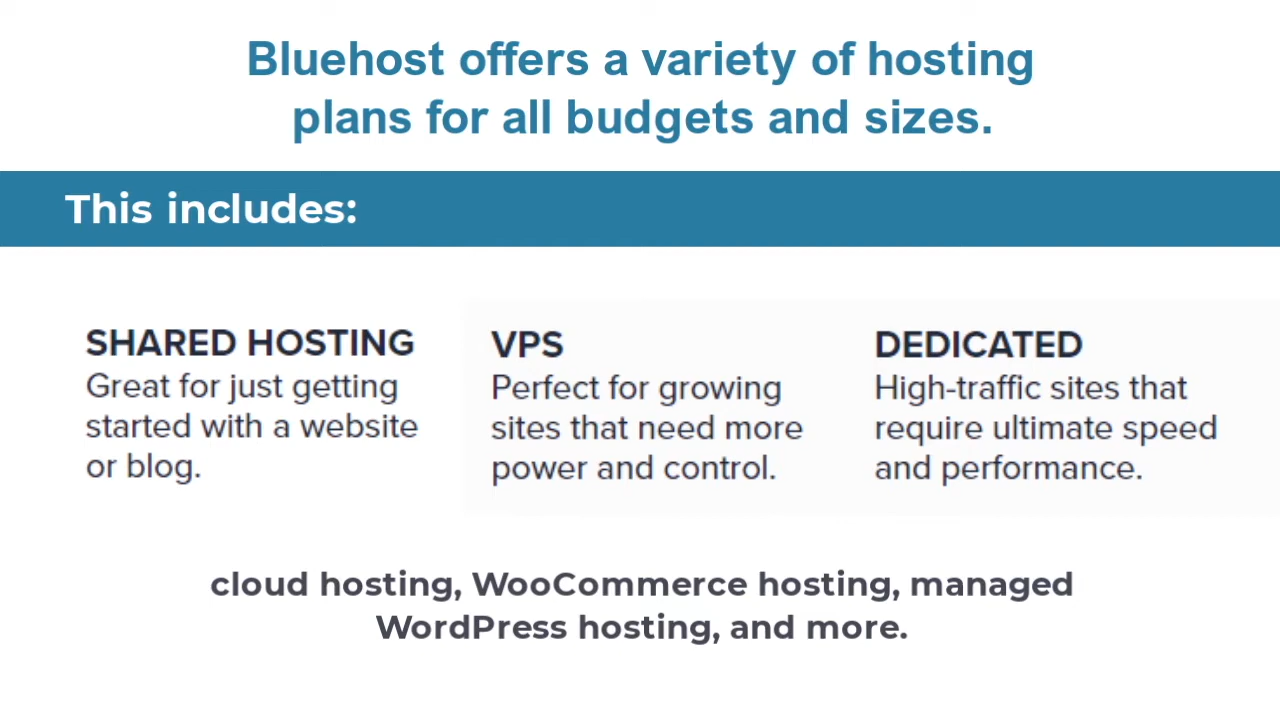 Bluehost offers a variety of hosting
plans for all budgets and sizes.
This includes:
SHARED HOSTING
Great for just getting
started with a website
or blog.
VPS
Perfect for growing
sites that need more
power and control.
DEDICATED
High-traffic sites that
require ultimate speed
and performance.
cloud hosting, WooCommerce hosting, managed
WordPress hosting, and more.